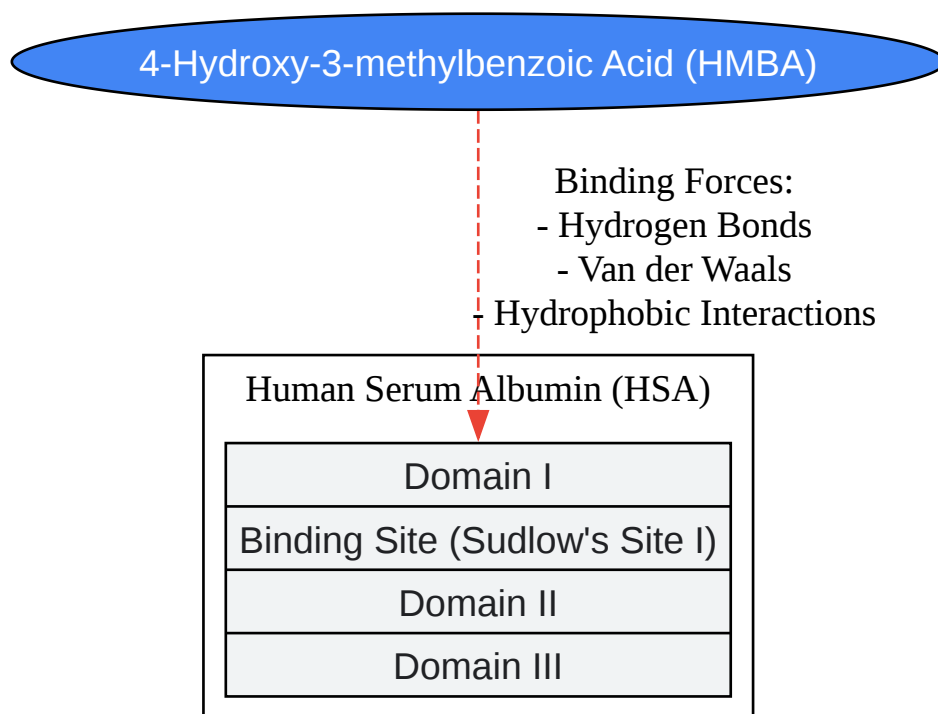 4-Hydroxy-3-methylbenzoic Acid (HMBA)
Binding Forces:
- Hydrogen Bonds
- Van der Waals
- Hydrophobic Interactions
Human Serum Albumin (HSA)
Domain I
Binding Site (Sudlow's Site I)
Domain II
Domain III